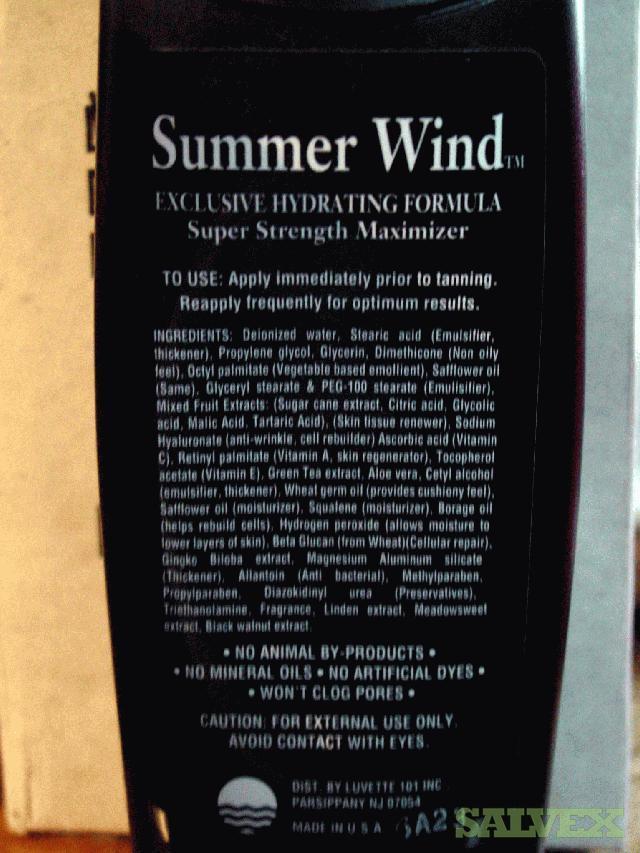 Summer Wind™
EXCLUSIVE HYDRATING FORMULA
Super Strength Maximizer
TO USE: Apply immediately prior to tanning.
Reapply frequently for optimum results.
INGREDIENTS: Deionized water, Stearic acid (Emulsifier,
thickener), Propylene glycol, Glycerin, Dimethicone (Non oily
feel), Octyl palmitate (Vegetable based emollient), Safflower oil
(Same), Glyceryl stearate & PEG-100 stearate (Emulisifier),
Mixed Fruit Extracts: (Sugar cane extract, Citric acid, Glycolic
acid, Malic Acid, Tartaric Acid), (Skin tissue renewer), Sodium
Hyaluronate (anti-wrinkle, cell rebuilder) Ascorbic acid (Vitamin
C), Retinyl palmitate (Vitamin A, skin regenerator), Tocopherol
acetate (Vitamin E), Green Tea extract, Aloe vera, Cetyl alcohol
(emulsifier, thickener), Wheat germ oil (provides cushiony feel),
Safflower oil (moisturizer), Squalene (moisturizer), Borage oil
(helps rebuild cells), Hydrogen peroxide (allows moisture to
lower layers of skin), Beta Glucan (from Wheat)(Cellular repair),
Gingko Biloba extract, Magnesium Aluminum silicate
(Thickener), Allantoin (Anti bacterial), Methylparaben,
Propylparaben, Diazokidinyl urea (Preservatives),
Triethanolamine, Fragrance, Linden extract, Meadowsweet
extract, Black walnut extract.
• NO ANIMAL BY-PRODUCTS •
• NO MINERAL OILS • NO ARTIFICIAL DYES •
• WON'T CLOG PORES •
CAUTION: FOR EXTERNAL USE ONLY.
AVOID CONTACT WITH EYES.
DIST. BY LUVETTE 101 INC
PARSIPPANY NJ 07054
MADE IN U S A
SALVEX